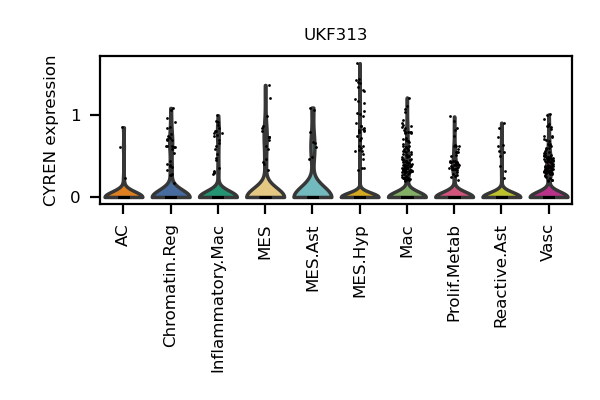 UKF313
CYREN expression
1
0
AC
Chromatin.Reg
Inflammatory.Mac
MES
MES.Ast
MES.Hyp
Mac
Prolif.Metab
Reactive.Ast
Vasc